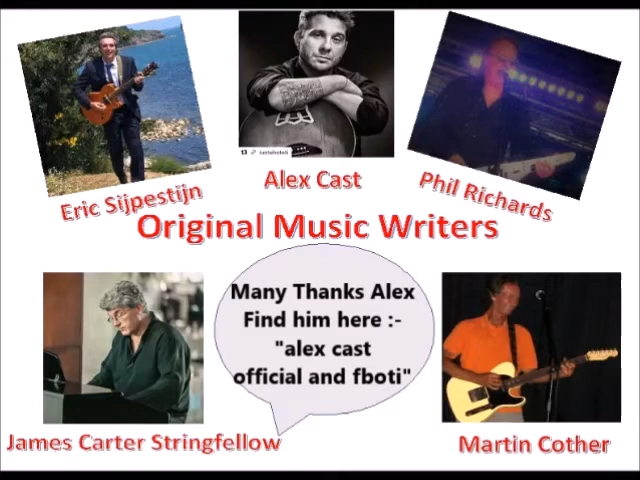 Alex Cast
Eric Sijpestijn
Phil Richards
Original Music Writers
Many Thanks Alex
Find him here :-
"alex cast
official and fboti"
James Carter Stringfellow
Martin Cother